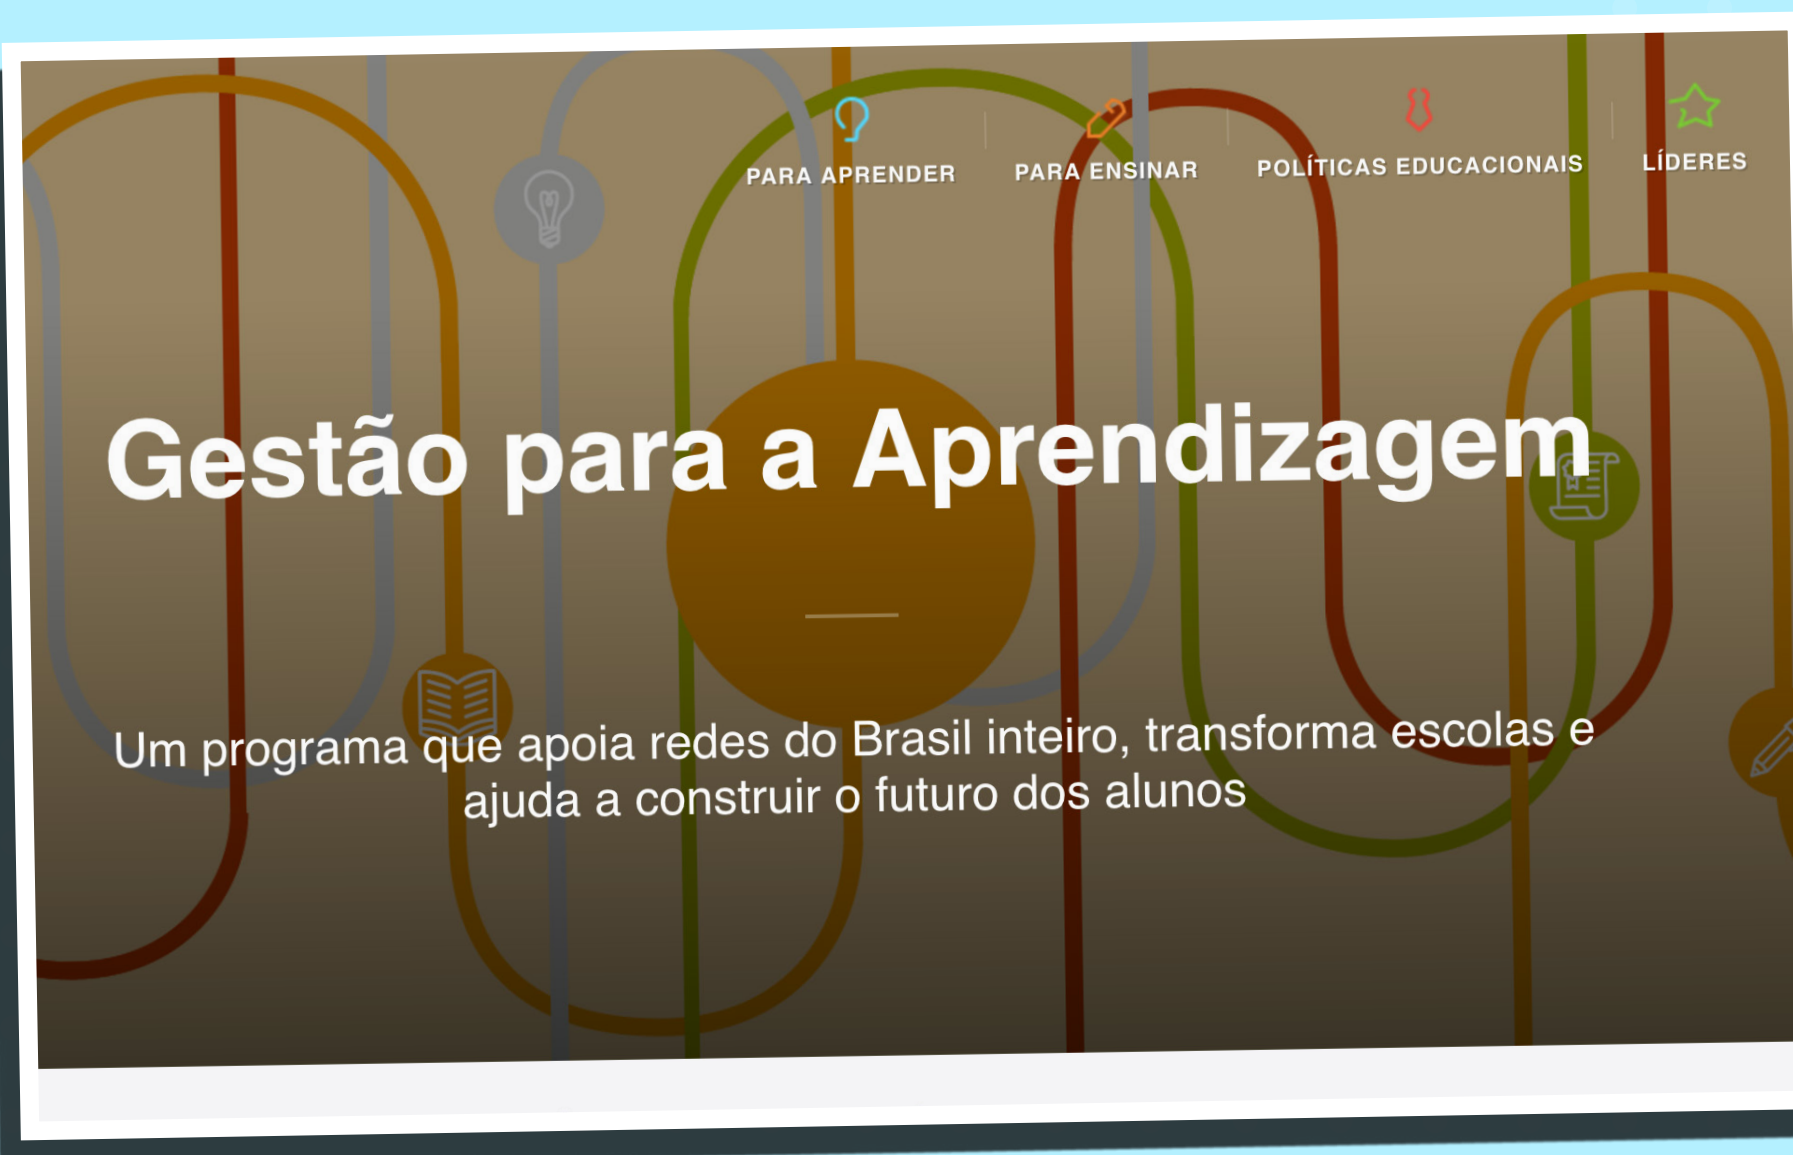 PARA APRENDER
PARA ENSINAR
POLÍTICAS EDUCACIONAIS
LÍDERES
Gestão para a Aprendizagem
Um programa que apoia redes do Brasil inteiro, transforma escolas e
ajuda a construir o futuro dos alunos